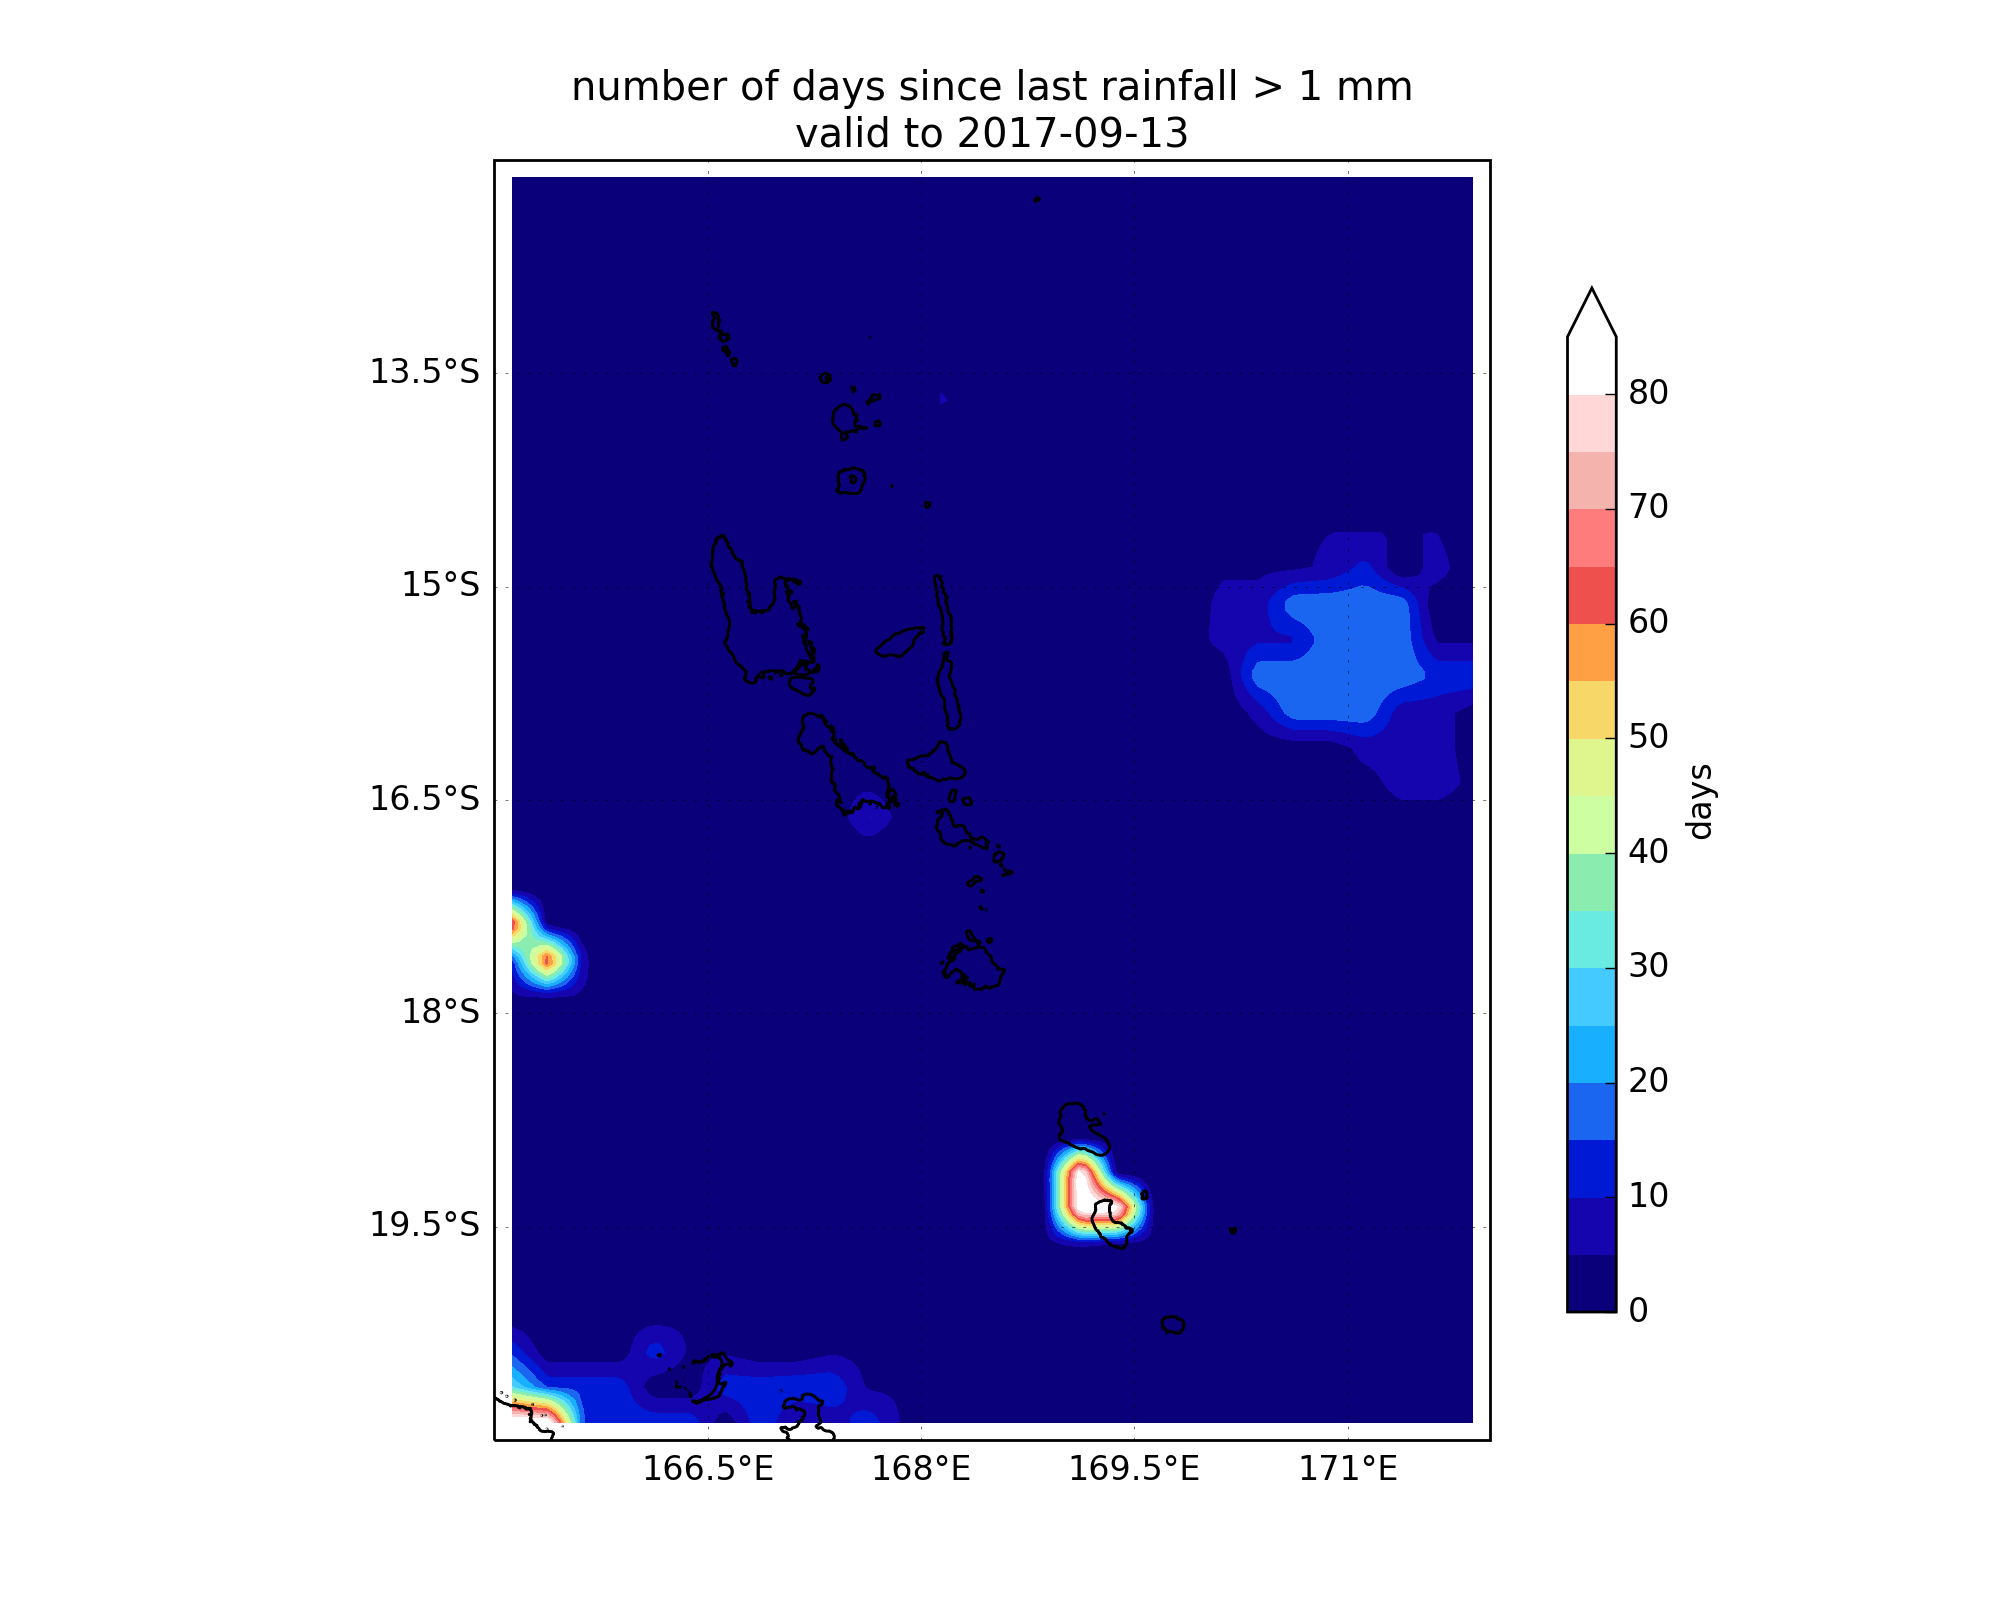 number of days since last rainfall > 1 mm
valid to 2017-09-13
13.5°S
15°S
16.5°S
18°S
19.5°S
166.5°E
168°E
169.5°E
171°E
80
70
60
50
40
30
20
10
0
days